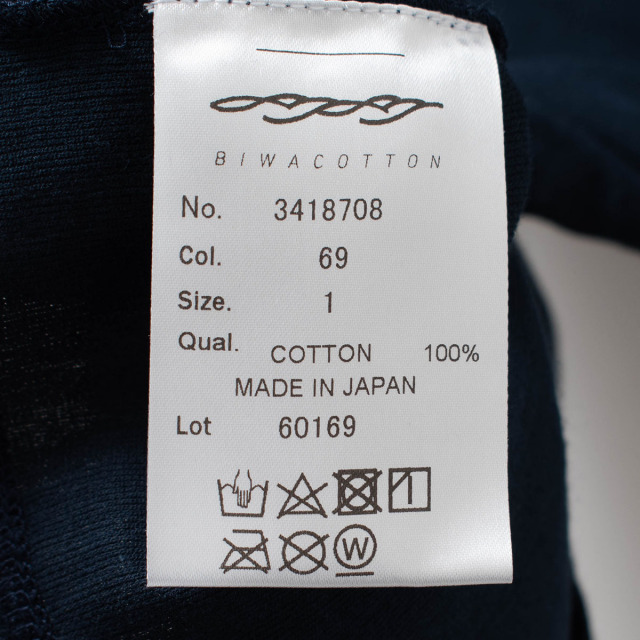 BIWACOTTON
No. 3418708
Col. 69
Size. 1
Qual. COTTON 100%
MADE IN JAPAN
Lot 60169
W